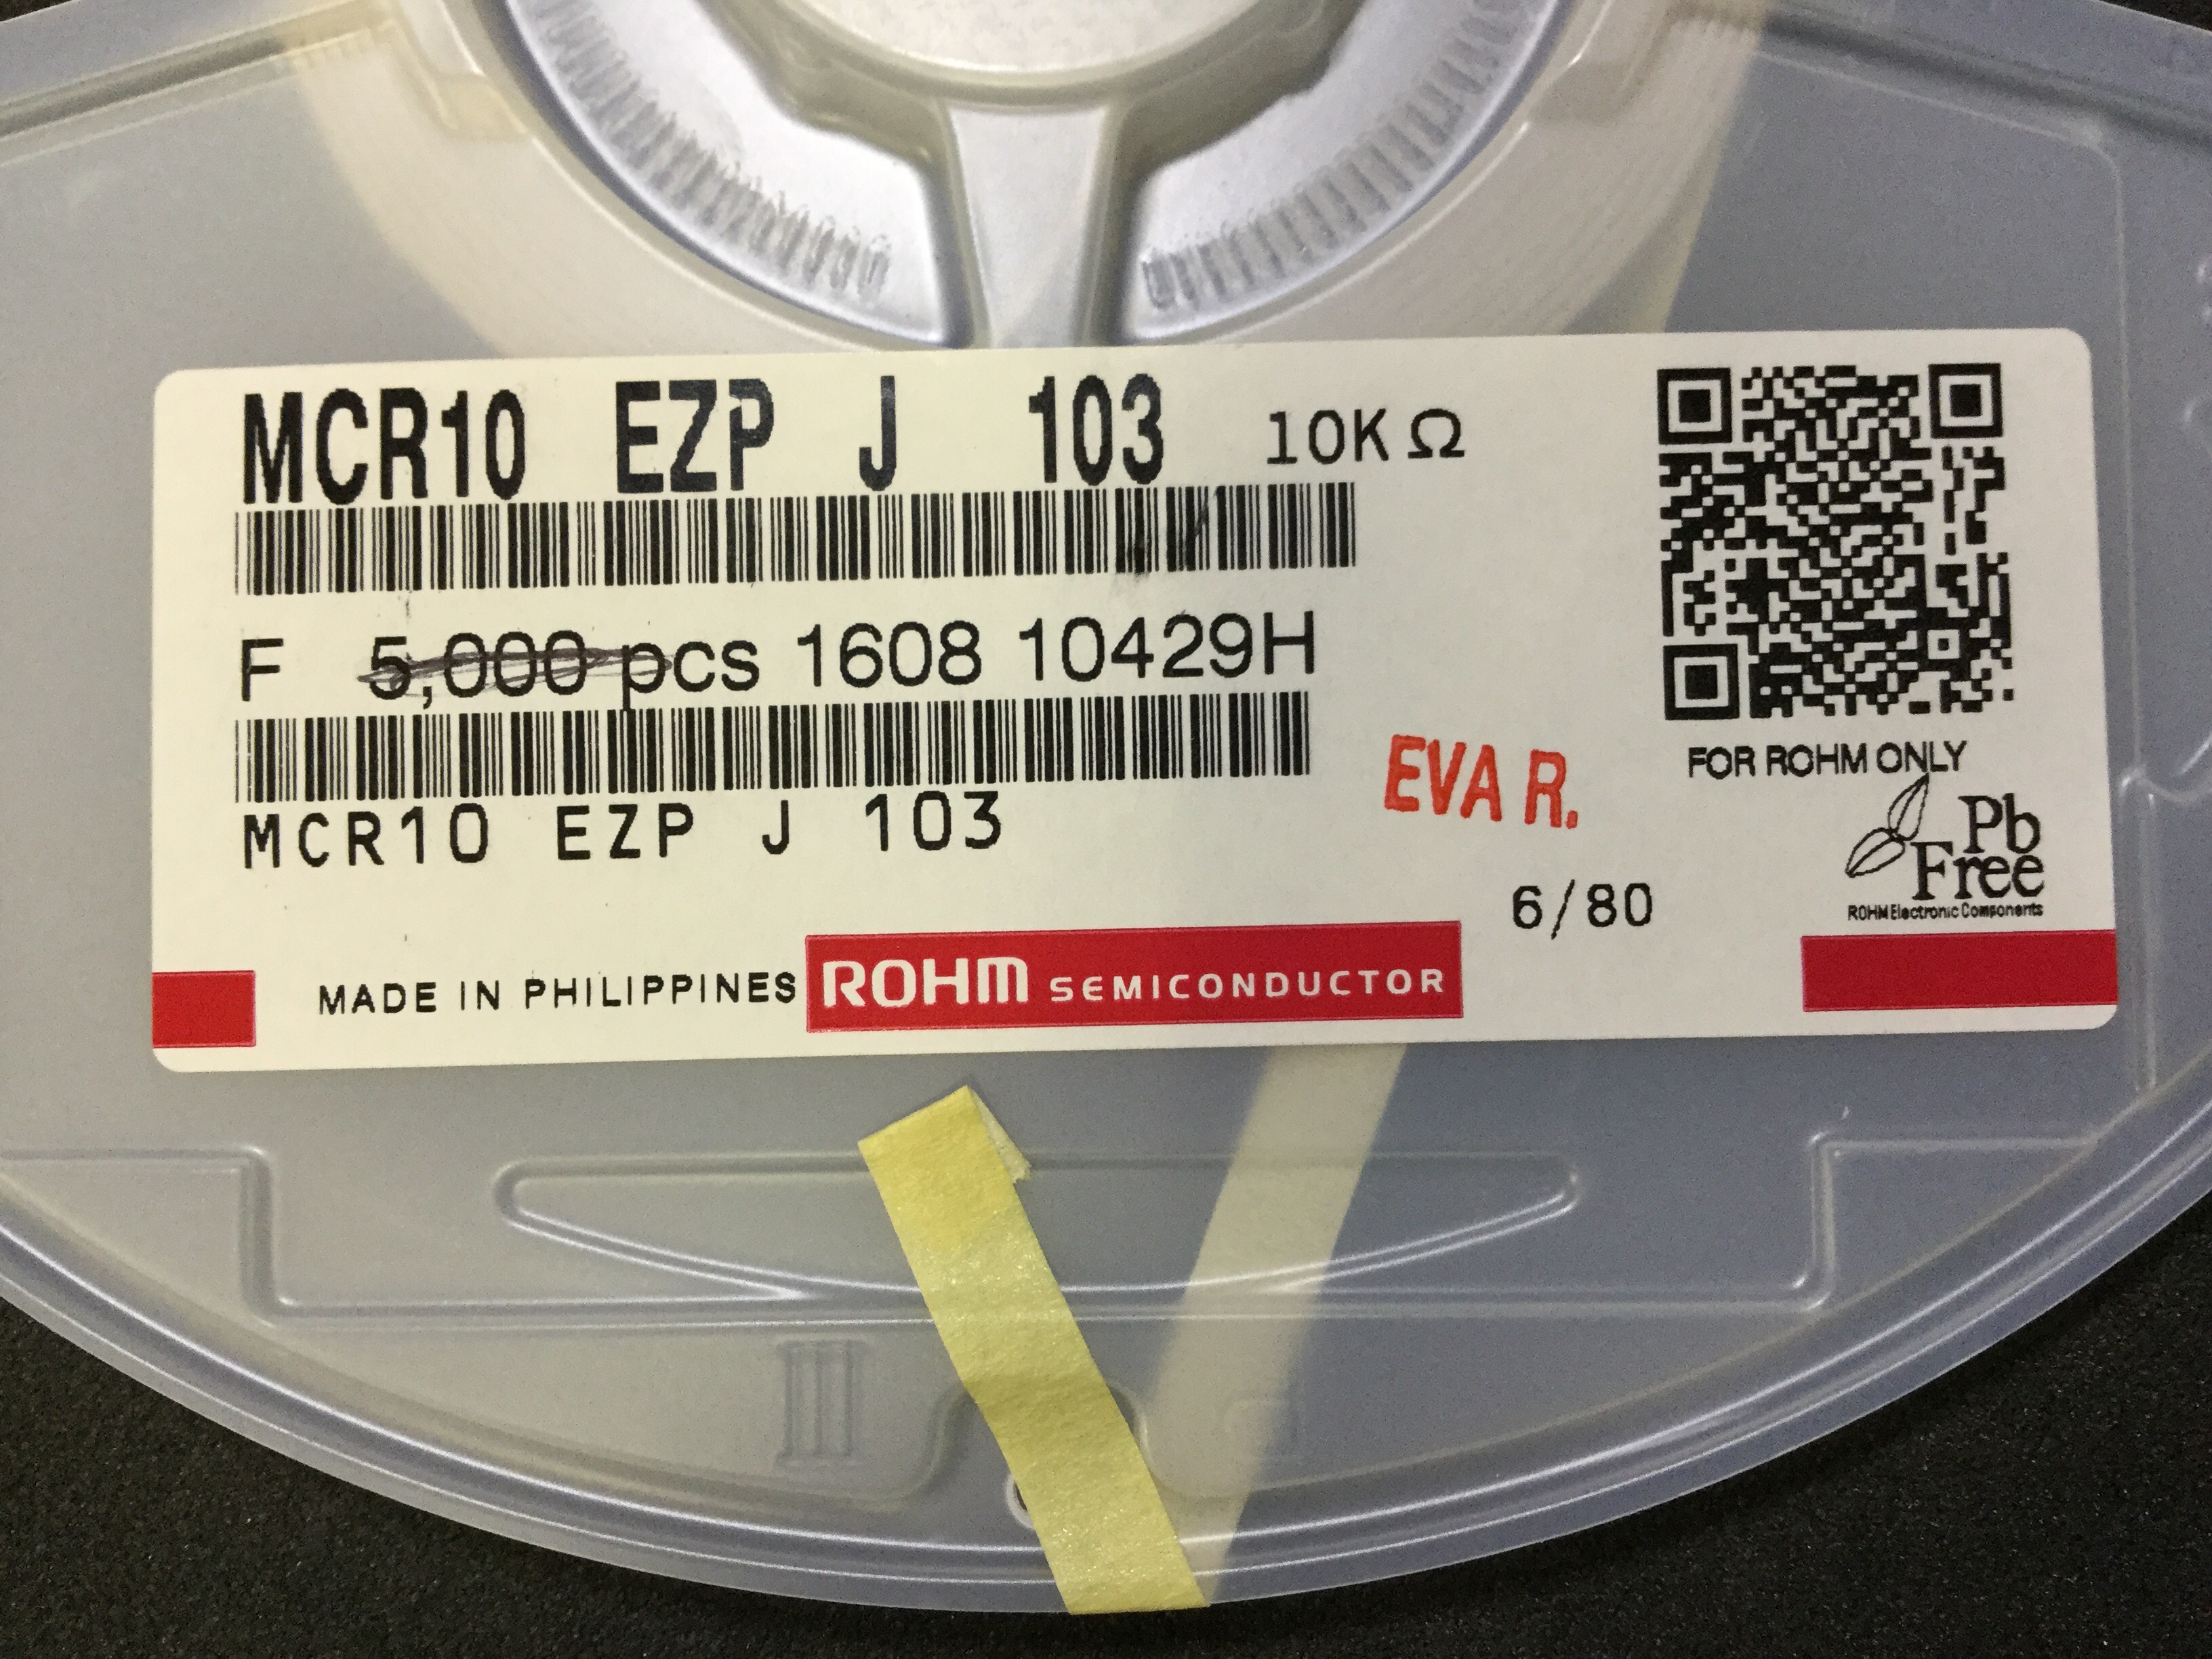 MCR10 EZP J 103 10KΩ
F 5,000 pcs 1608 10429H
MCR10 EZP J 103
EVA R.
FOR ROHM ONLY
Pb
Free
ROHM Electronic Components
6/80
MADE IN PHILIPPINES ROHM SEMICONDUCTOR